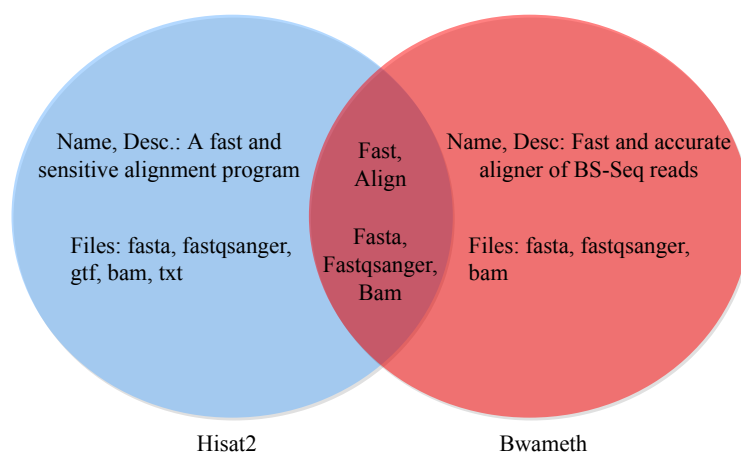 Name, Desc.: A fast and
sensitive alignment program
Files: fasta, fastqsanger,
gtf, bam, txt
Fast,
Align
Fasta,
Fastqsanger,
Bam
Name, Desc: Fast and accurate
aligner of BS-Seq reads
Files: fasta, fastqsanger,
bam
Hisat2
Bwameth